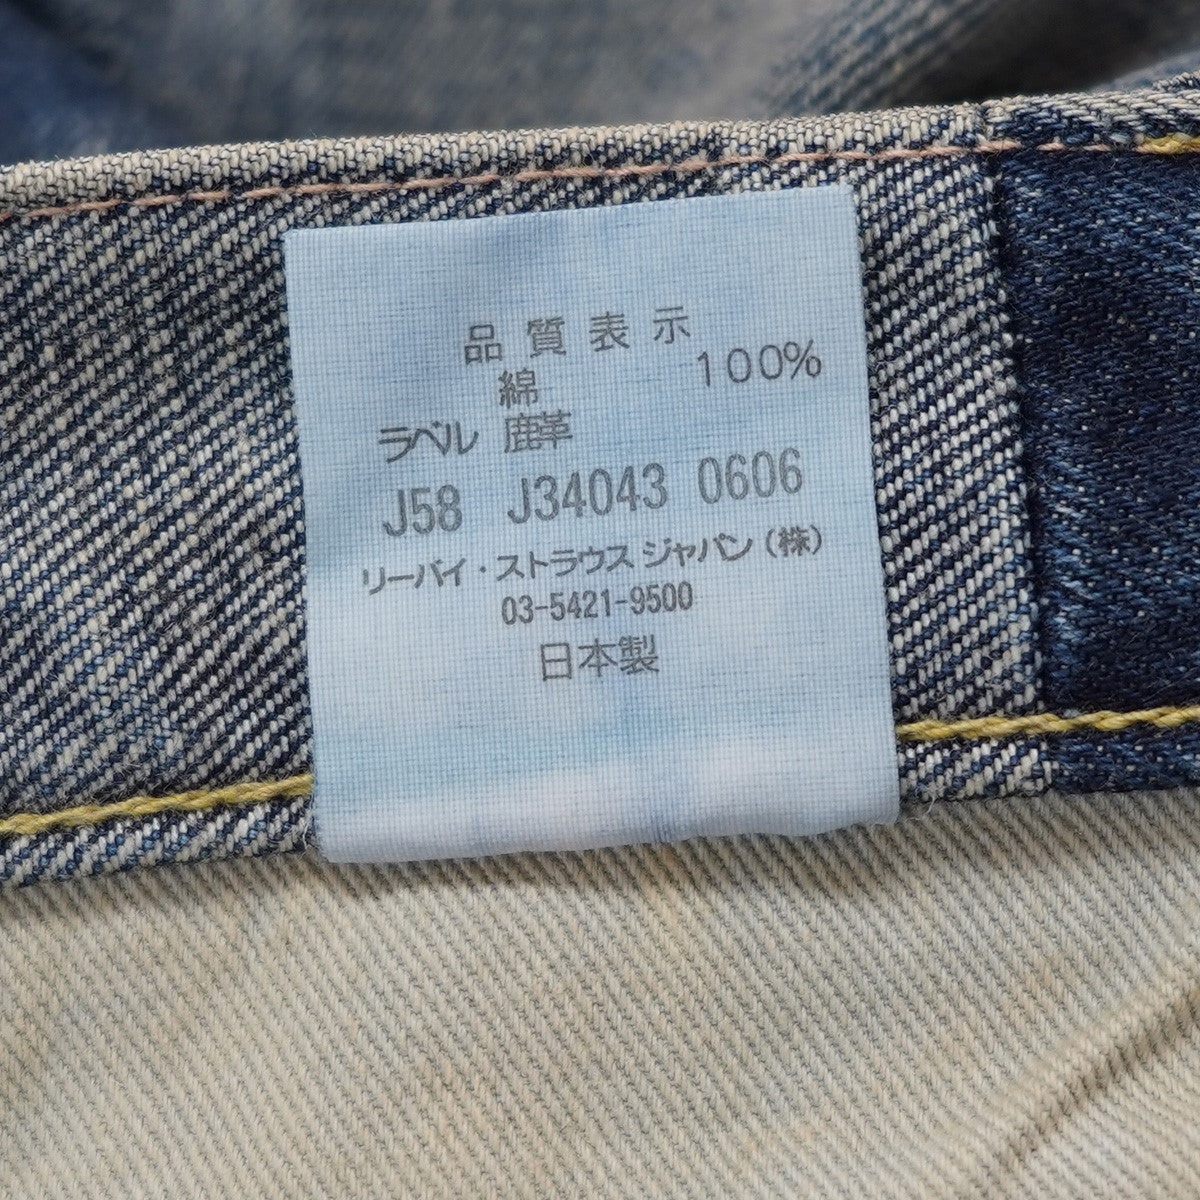 品質表示
綿 100%
ラベル 鹿革
J58 J34043 0606
リーバイ・ストラウス ジャパン(株)
03-5421-9500
日本製